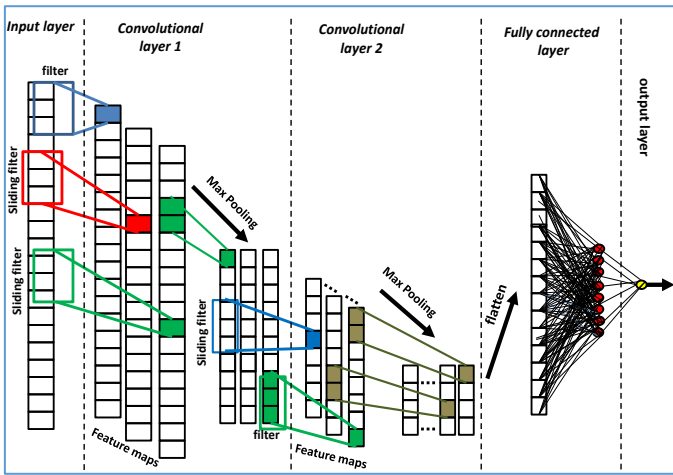 Input layer
Convolutional
layer 1
Convolutional
layer 2
Fully connected
layer
output layer
filter
Sliding filter
Sliding filter
Max Pooling
Feature maps
Sliding filter
filter
Max Pooling
Feature maps
flatten